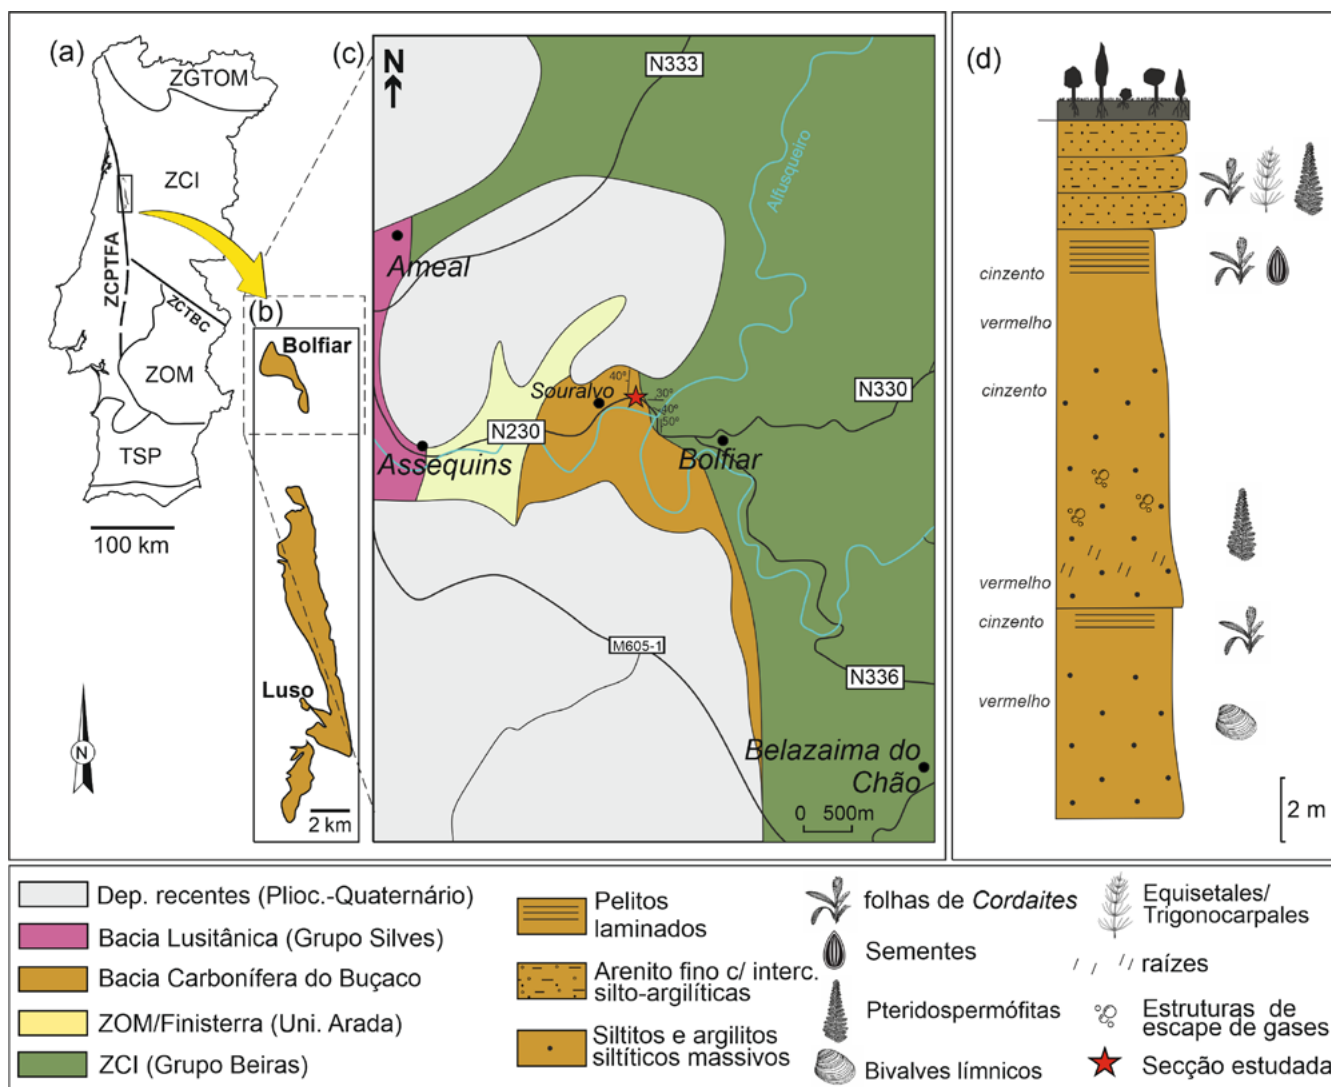 (a)
ZGTOM
ZCI
ZCPTFA
ZCTBC
ZOM
TSP
100 km
N
(b)
Bolfiar
Luso
2 km
(c)
N
N333
Alfusqueiro
Ameal
Souralvo
40º
30º
40º
50º
N330
N230
Assequins
Bolfiar
M605-1
N336
Belazaima do
Chão
0 500m
(d)
cinzento
vermelho
cinzento
vermelho
cinzento
vermelho
2 m
Dep. recentes (Plioc.-Quaternário)
Bacia Lusitânica (Grupo Silves)
Bacia Carbonífera do Buçaco
ZOM/Finisterra (Uni. Arada)
ZCI (Grupo Beiras)
Pelitos
laminados
Arenito fino c/ interc.
silto-argilíticas
Siltitos e argilitos
siltíticos massivos
folhas de Cordaites
Sementes
Pteridospermófitas
Bivalves límnicos
Equisetales/
Trigonocarpales
raízes
Estruturas de
escape de gases
Secção estudada